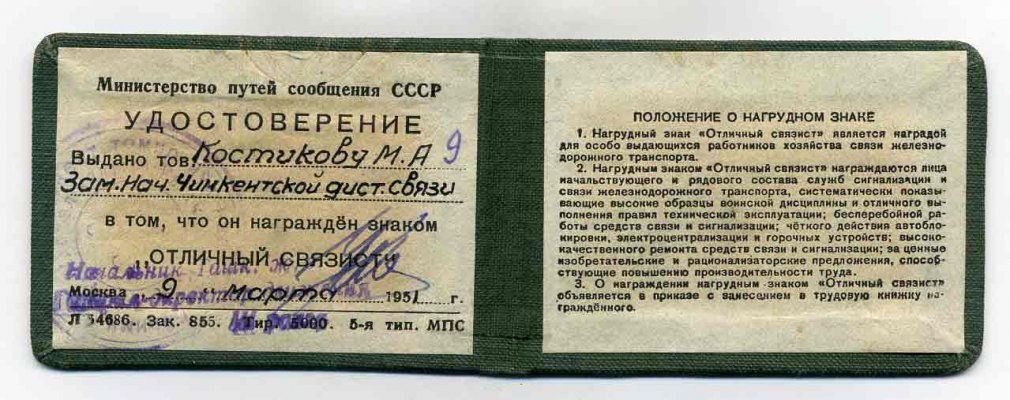 Министерство путей сообщения СССР
УДОСТОВЕРЕНИЕ
Выдано тов Костикову М.А 9
Зам.Нач. Чимкентской дист. связи
в том, что он награждён знаком
„ОТЛИЧНЫЙ СВЯЗИСТ“
Начальник Ташк. ж
Москва „9 “ марта 1951 г.
Л 54686. Зак. 855. Тир. 5000. 5-я тип. МПС
ПОЛОЖЕНИЕ О НАГРУДНОМ ЗНАКЕ
1. Нагрудный знак «Отличный связист» является наградой
для особо выдающихся работников хозяйства связи железно-
дорожного транспорта.
2. Нагрудным знаком «Отличный связист» награждаются лица
начальствующего и рядового состава служб сигнализации и
связи железнодорожного транспорта, систематически показы-
вающие высокие образцы воинской дисциплины и отличного вы-
полнения правил технической эксплуатации; бесперебойной ра-
боты средств связи и сигнализации; чёткого действия автобло-
кировки, электроцентрализации и горочных устройств; высоко-
качественного ремонта средств связи и сигнализации; за ценные
изобретательские и рационализаторские предложения, способ-
ствующие повышению производительности труда.
3. О награждении нагрудным знаком «Отличный связист»
объявляется в приказе с занесением в трудовую книжку на-
граждённого.